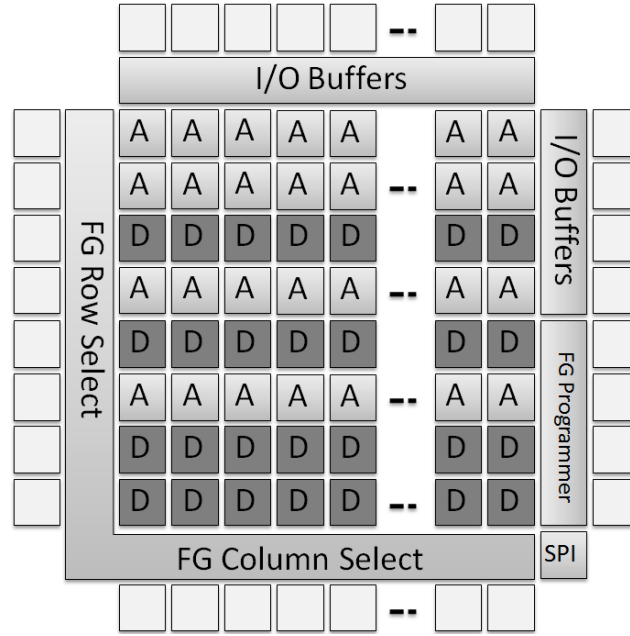 I/O Buffers
A A A A A A A
A A A A A -- A A
D D D D D D D
A A A A A -- A A
D D D D D D D
A A A A A -- A A
D D D D D D D
D D D D D -- D D
FG Row Select
I/O Buffers
FG Programmer
FG Column Select
SPI